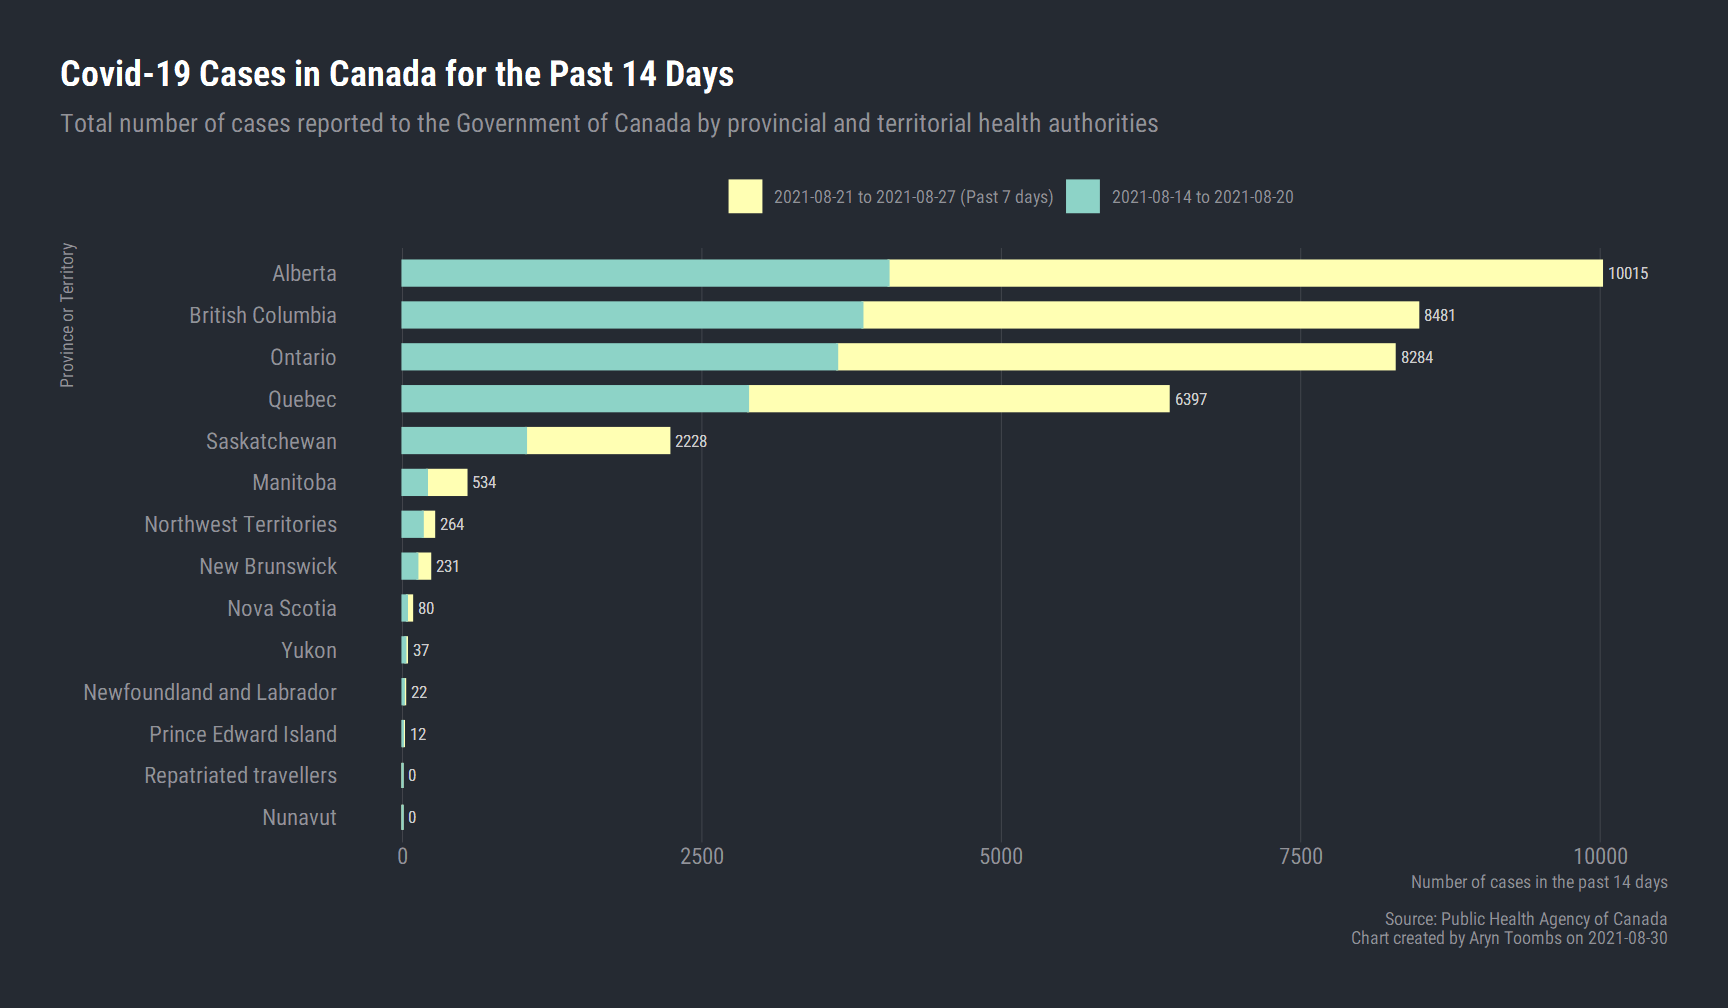 Covid-19 Cases in Canada for the Past 14 Days
Total number of cases reported to the Government of Canada by provincial and territorial health authorities
2021-08-21 to 2021-08-27 (Past 7 days)
2021-08-14 to 2021-08-20
Province or Territory
Alberta 10015
British Columbia 8481
Ontario 8284
Quebec 6397
Saskatchewan 2228
Manitoba 534
Northwest Territories 264
New Brunswick 231
Nova Scotia 80
Yukon 37
Newfoundland and Labrador 22
Prince Edward Island 12
Repatriated travellers 0
Nunavut 0
0 2500 5000 7500 10000
Number of cases in the past 14 days
Source: Public Health Agency of Canada
Chart created by Aryn Toombs on 2021-08-30